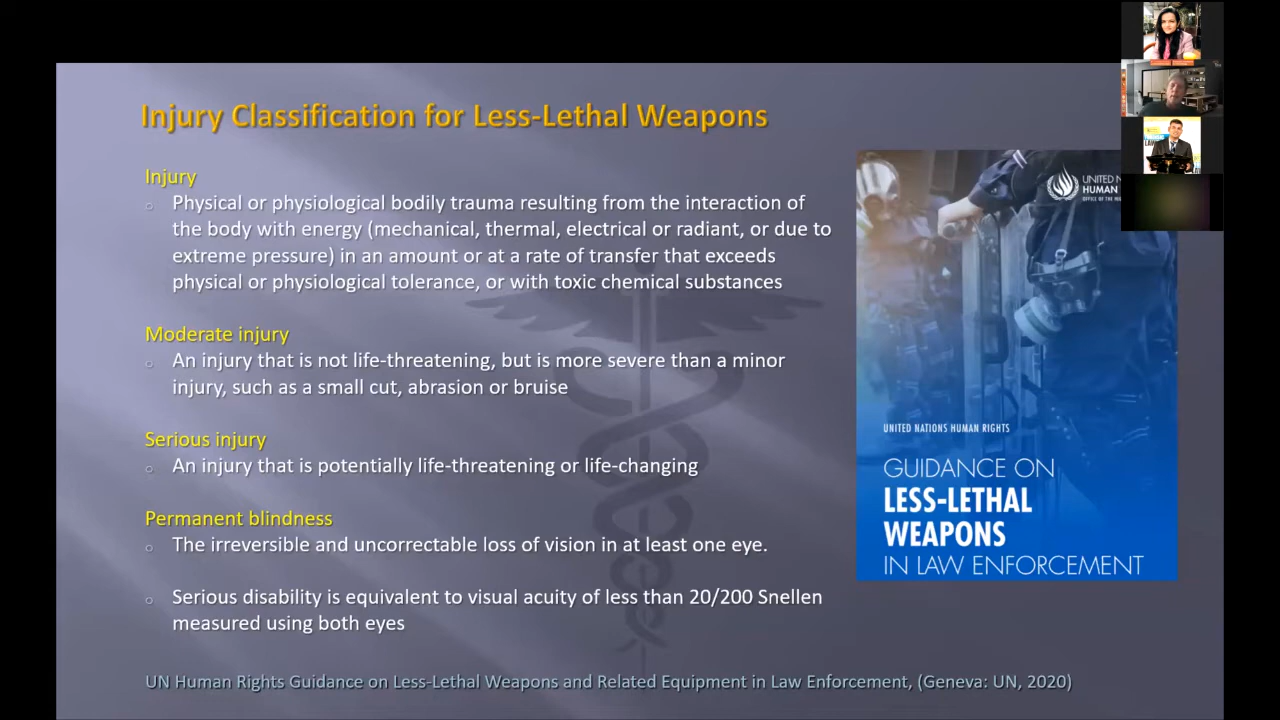 Injury Classification for Less-Lethal Weapons
Injury
Physical or physiological bodily trauma resulting from the interaction of
the body with energy (mechanical, thermal, electrical or radiant, or due to
extreme pressure) in an amount or at a rate of transfer that exceeds
physical or physiological tolerance, or with toxic chemical substances
Moderate injury
An injury that is not life-threatening, but is more severe than a minor
injury, such as a small cut, abrasion or bruise
Serious injury
An injury that is potentially life-threatening or life-changing
Permanent blindness
The irreversible and uncorrectable loss of vision in at least one eye.
Serious disability is equivalent to visual acuity of less than 20/200 Snellen
measured using both eyes
UN Human Rights Guidance on Less-Lethal Weapons and Related Equipment in Law Enforcement, (Geneva: UN, 2020)
UNITED
HUMAN
OFFICE OF THE
UNITED NATIONS HUMAN RIGHTS
GUIDANCE ON
LESS-LETHAL
WEAPONS
IN LAW ENFORCEMENT